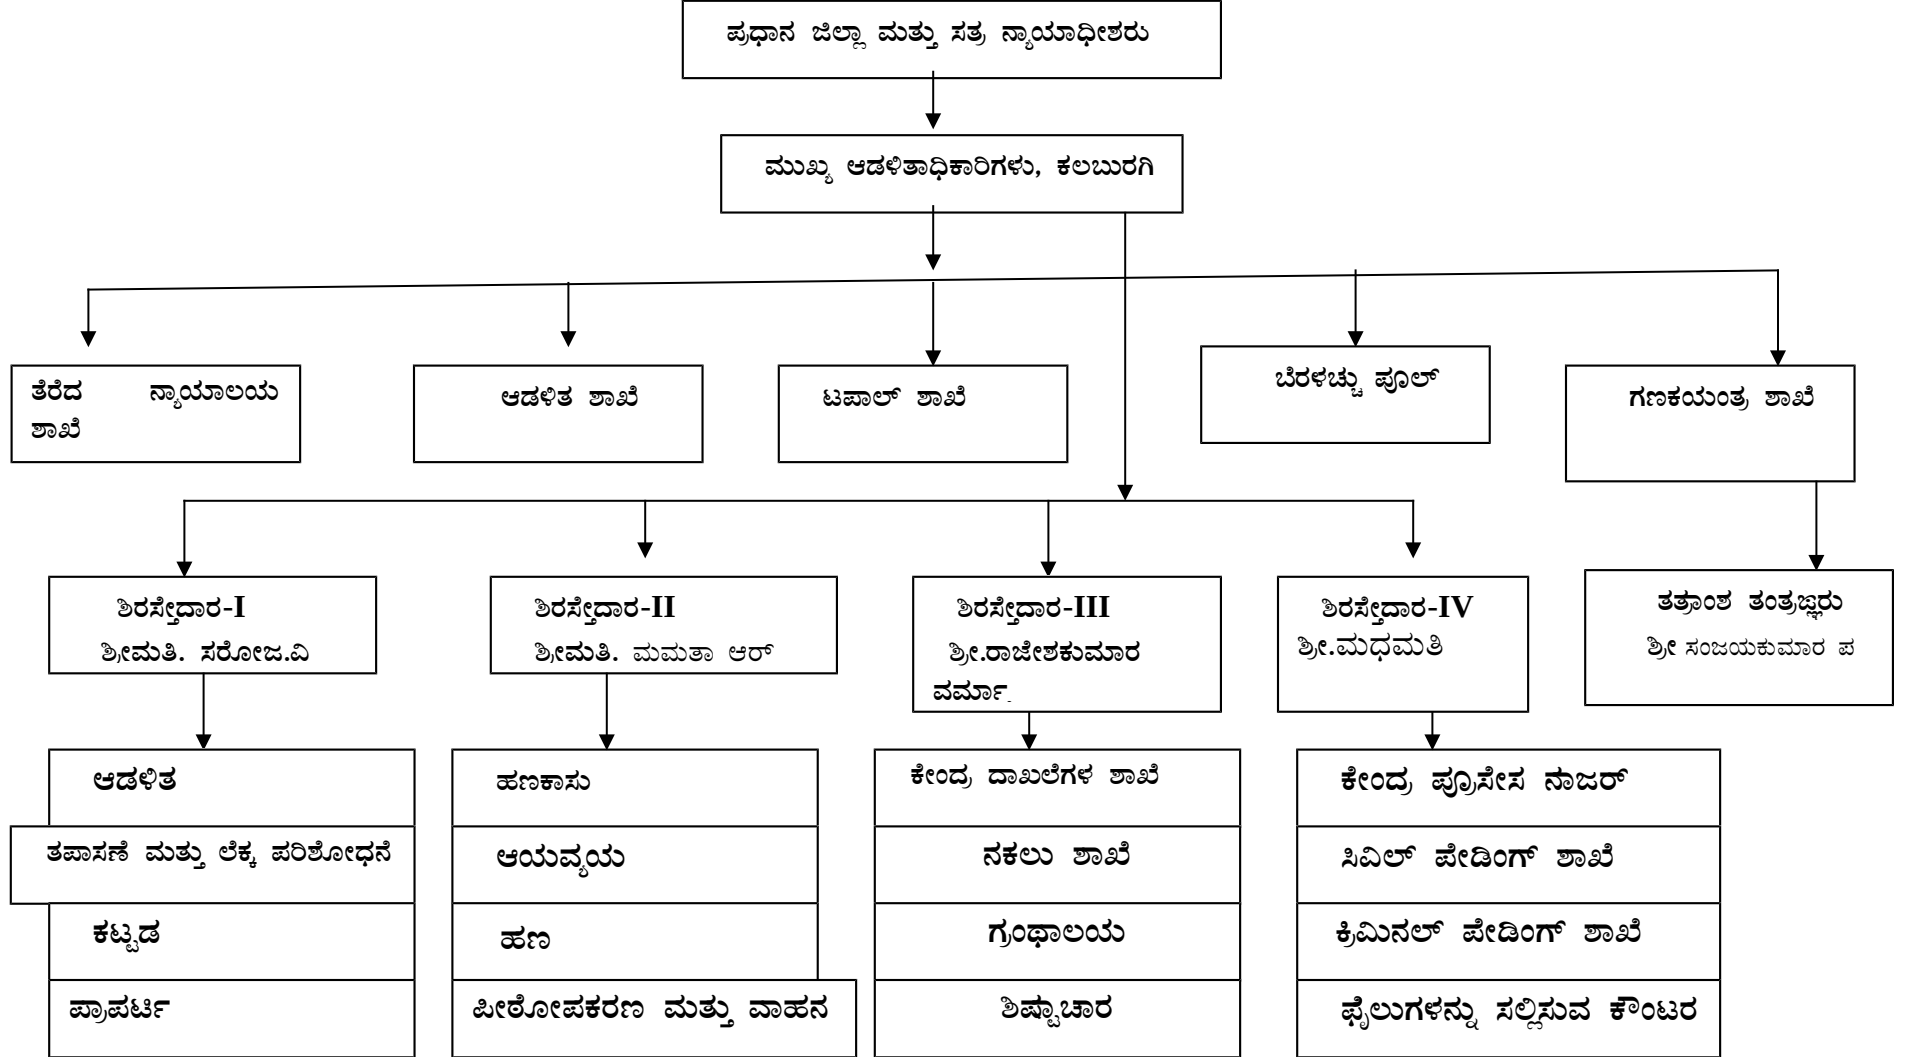 ಪ್ರಧಾನ ಜಿಲ್ಲಾ ಮತ್ತು ಸತ್ರ ನ್ಯಾಯಾಧೀಶರು
ಮುಖ್ಯ ಆಡಳಿತಾಧಿಕಾರಿಗಳು, ಕಲಬುರಗಿ
ತೆರೆದ ನ್ಯಾಯಾಲಯ
ಶಾಖೆ
ಆಡಳಿತ ಶಾಖೆ
ಟಪಾಲ್ ಶಾಖೆ
ಬೆರಳಚ್ಚು ಪೂಲ್
ಗಣಕಯಂತ್ರ ಶಾಖೆ
ಶಿರಸ್ತೇದಾರ-I
ಶ್ರೀಮತಿ. ಸರೋಜ.ವಿ
ಶಿರಸ್ತೇದಾರ-II
ಶ್ರೀಮತಿ. ಮಮತಾ ಆರ್
ಶಿರಸ್ತೇದಾರ-III
ಶ್ರೀ.ರಾಜೇಶಕುಮಾರ
ವರ್ಮಾ.
ಶಿರಸ್ತೇದಾರ-IV
ಶ್ರೀ.ಮಧಮತಿ
ತತ್ರಾಂಶ ತಂತ್ರಜ್ಞರು
ಶ್ರೀ ಸಂಜಯಕುಮಾರ ಪ
ಆಡಳಿತ
ತಪಾಸಣೆ ಮತ್ತು ಲೆಕ್ಕ ಪರಿಶೋಧನೆ
ಕಟ್ಟಡ
ಪ್ರಾಪರ್ಟಿ
ಹಣಕಾಸು
ಆಯವ್ಯಯ
ಹಣ
ಪೀಠೋಪಕರಣ ಮತ್ತು ವಾಹನ
ಕೇಂದ್ರ ದಾಖಲೆಗಳ ಶಾಖೆ
ನಕಲು ಶಾಖೆ
ಗ್ರಂಥಾಲಯ
ಶಿಷ್ಟಾಚಾರ
ಕೇಂದ್ರ ಪ್ರೂಸೇಸ ನಾಜರ್
ಸಿವಿಲ್ ಪೇಡಿಂಗ್ ಶಾಖೆ
ಕ್ರಿಮಿನಲ್ ಪೇಡಿಂಗ್ ಶಾಖೆ
ಫೈಲುಗಳನ್ನು ಸಲ್ಲಿಸುವ ಕೌಂಟರ